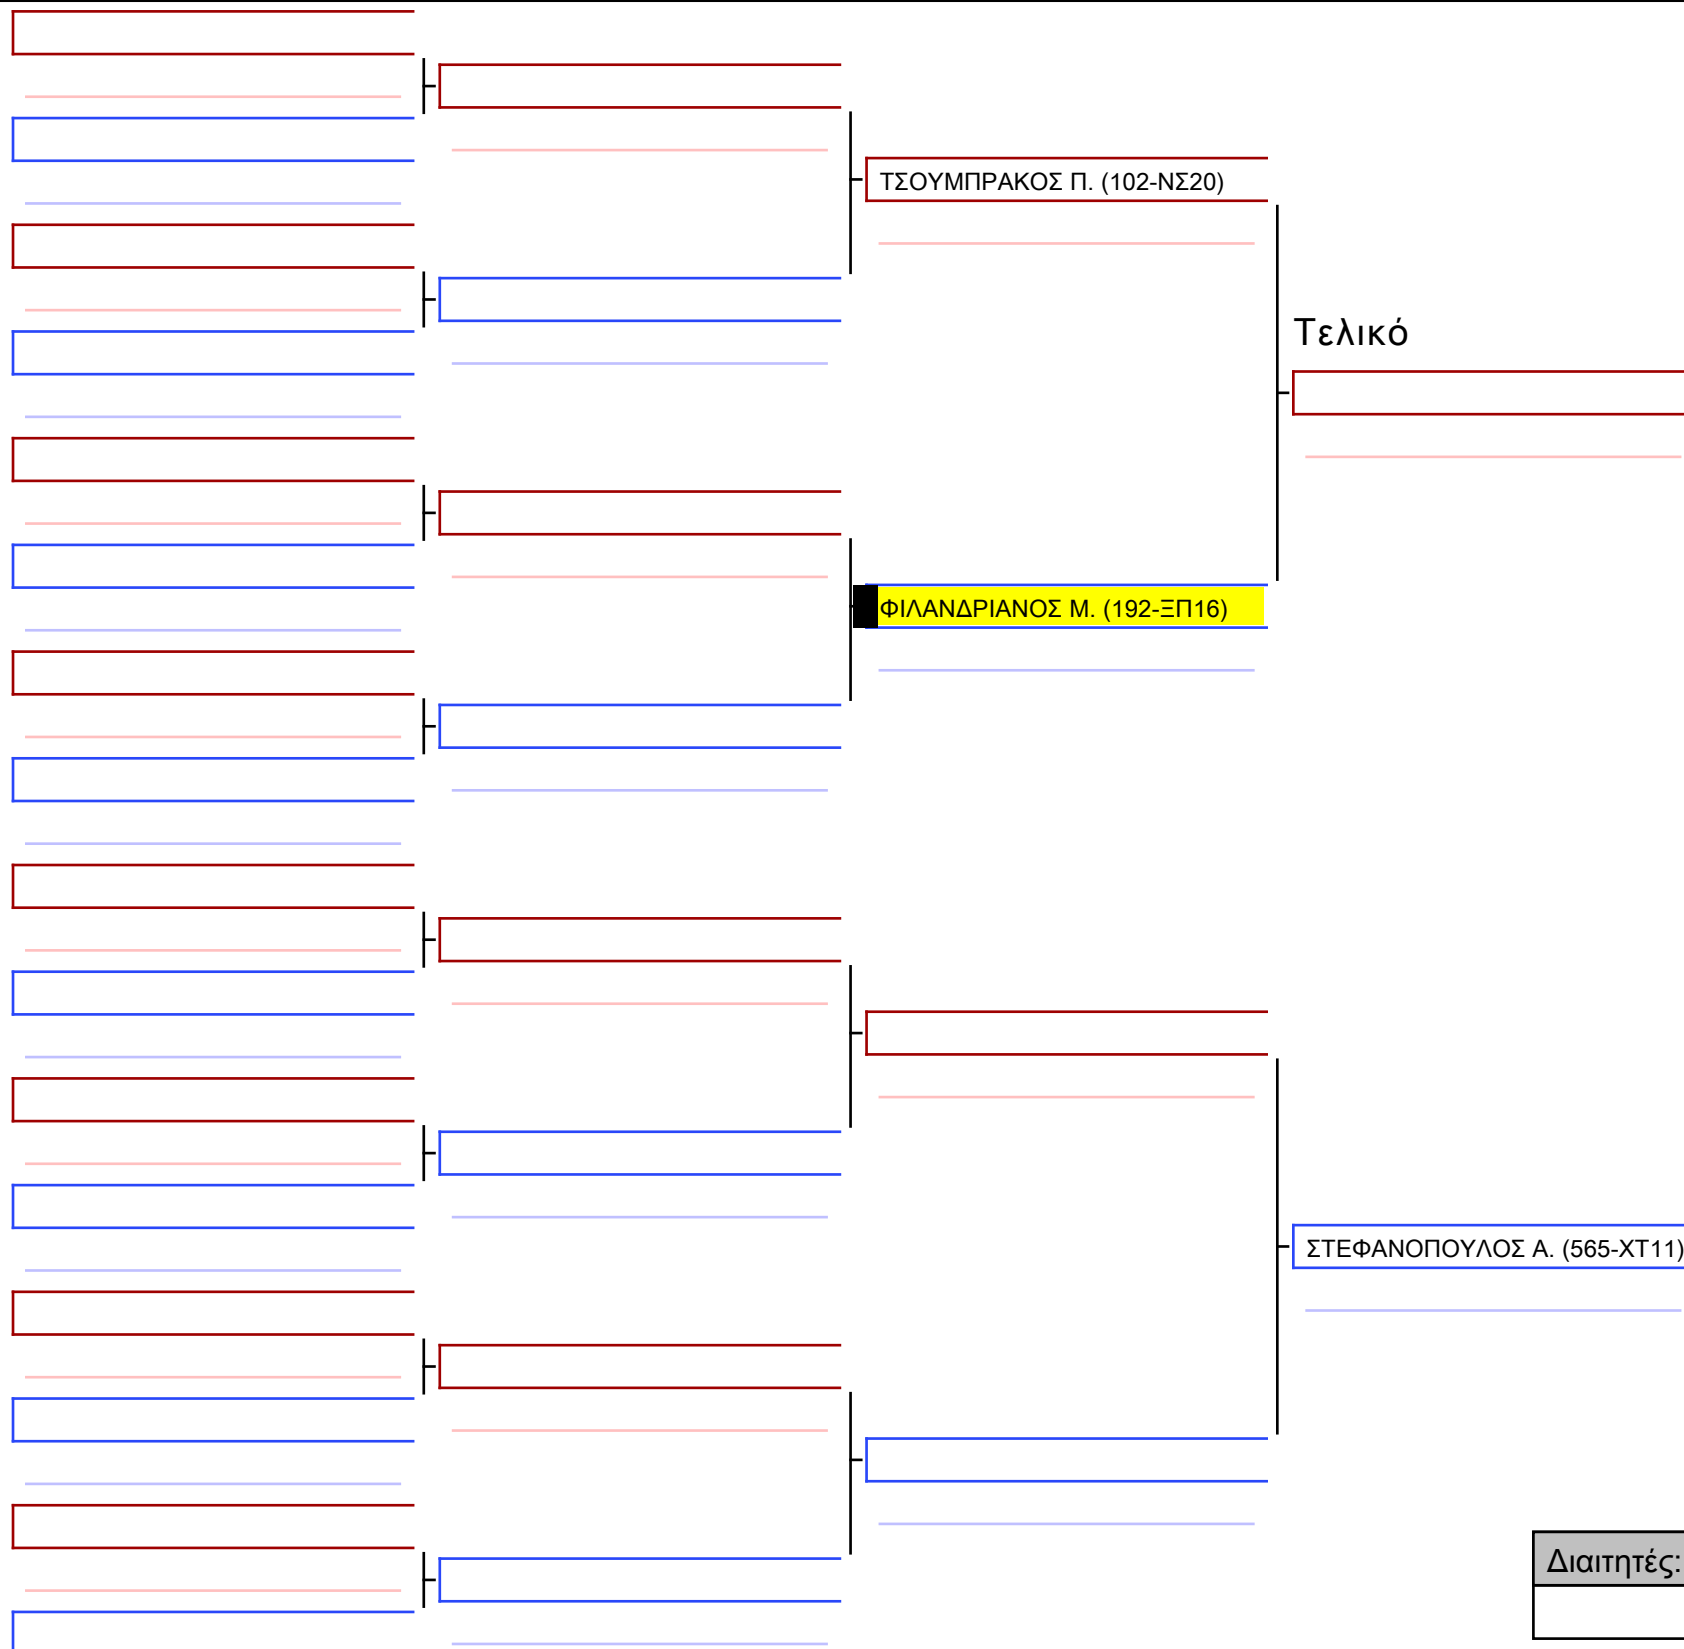 ΤΣΟΥΜΠΡΑΚΟΣ Π. (102-ΝΣ20)
Τελικό
ΦΙΛΑΝΔΡΙΑΝΟΣ Μ. (192-ΞΠ16)
ΣΤΕΦΑΝΟΠΟΥΛΟΣ Α. (565-ΧΤ11)
Διαιτητές: